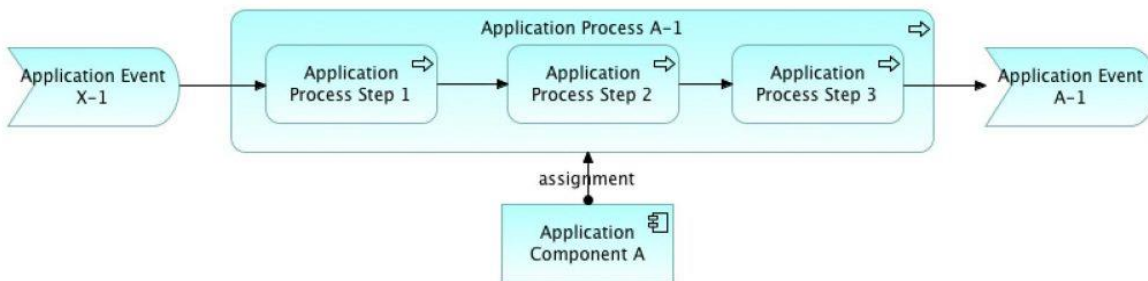 Application Process A-1
Application Event
X-1
Application
Process Step 1
Application
Process Step 2
Application
Process Step 3
Application Event
A-1
assignment
Application
Component A